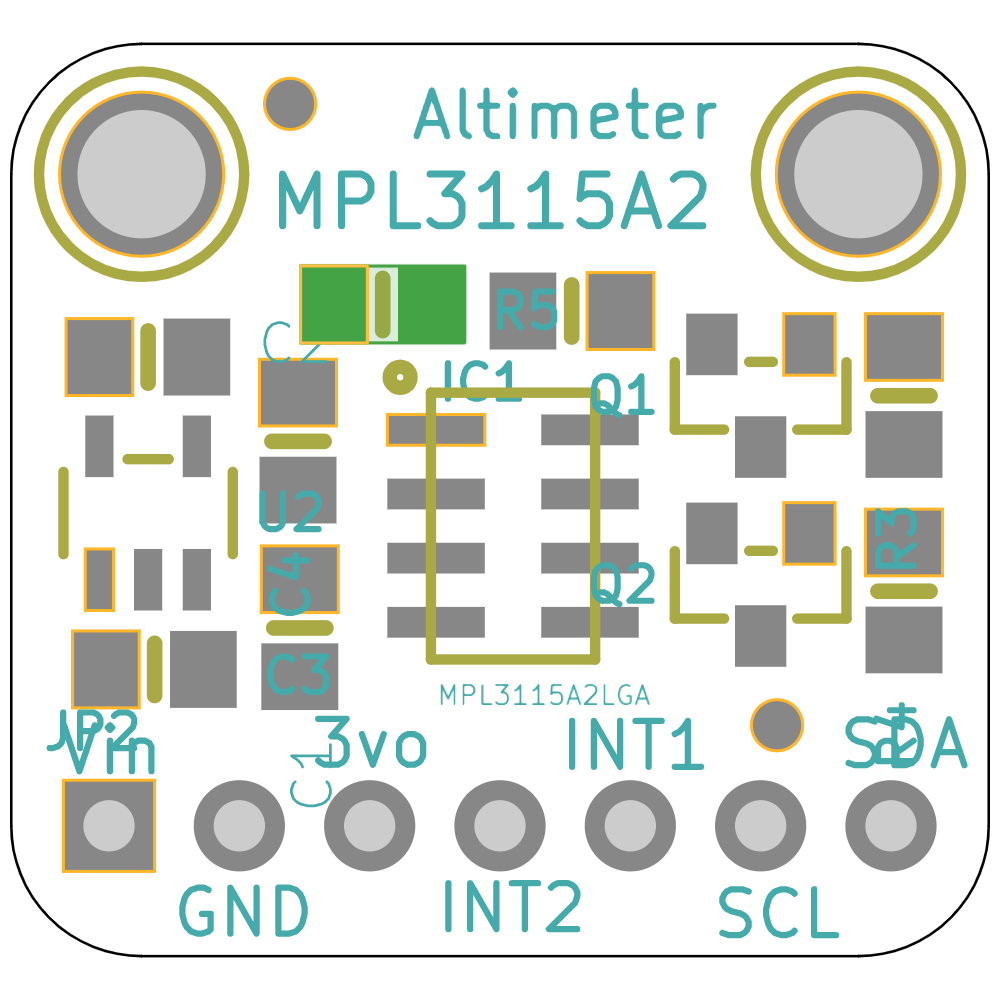 Altimeter
MPL3115A2
R5
C2
IC1
Q1
U2
R3
C4
Q2
C3
MPL3115A2LGA
JP2
Vin
3vo
INT1
SDA
R4
C1
GND
INT2
SCL